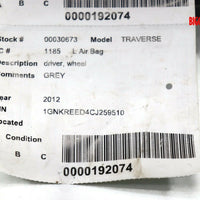 B C
0000192074
Stock # 00030673 Model TRAVERSE
C # 1185 L Air Bag
Description driver, wheel
Comments GREY
Year 2012
1GNKREED4CJ259510
Located
Condition
A B C
0000192074